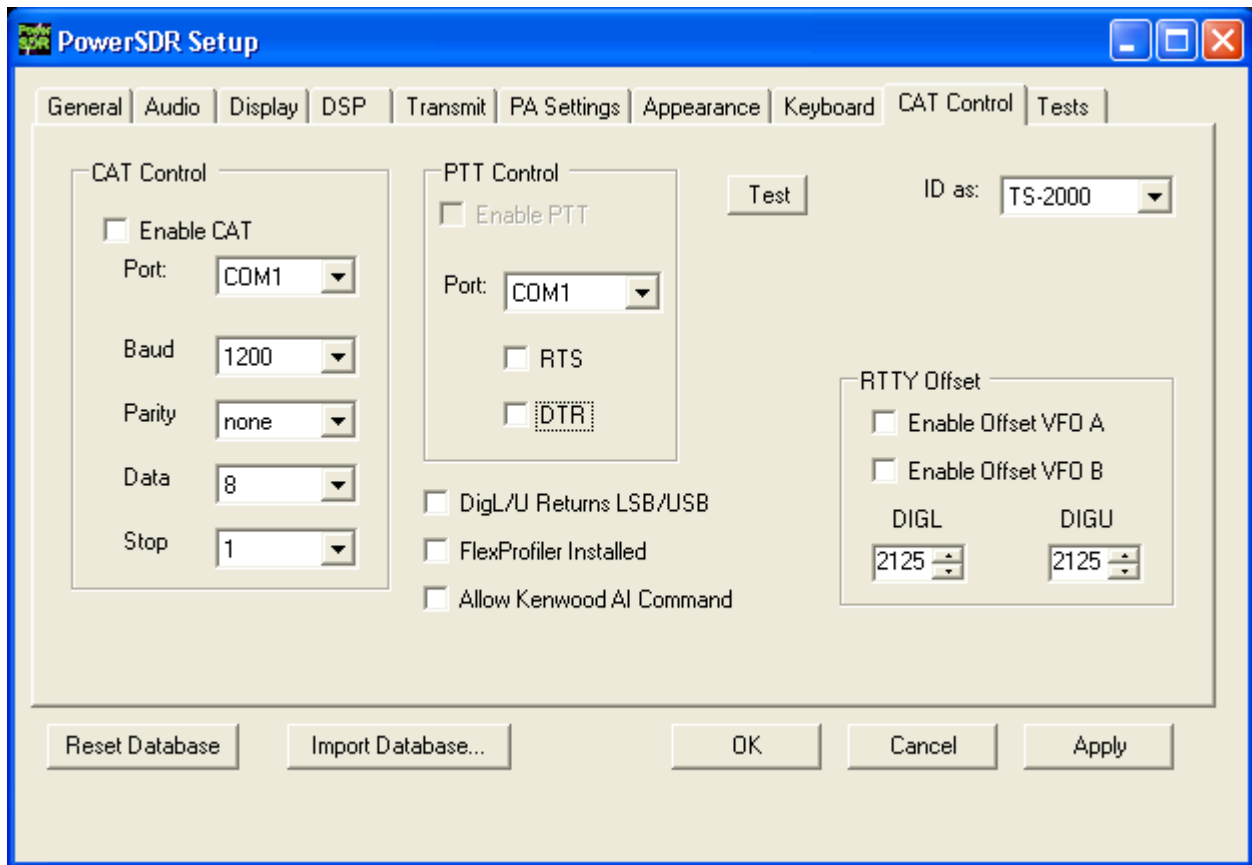 PowerSDR Setup
General Audio Display DSP Transmit PA Settings Appearance Keyboard CAT Control Tests
CAT Control
Enable CAT
Port: COM1
Baud 1200
Parity none
Data 8
Stop 1
PTT Control
Enable PTT
Port: COM1
RTS
DTR
DigL/U Returns LSB/USB
FlexProfiler Installed
Allow Kenwood AI Command
Test
ID as: TS-2000
RTTY Offset
Enable Offset VFO A
Enable Offset VFO B
DIGL DIGU
2125 2125
Reset Database Import Database... OK Cancel Apply